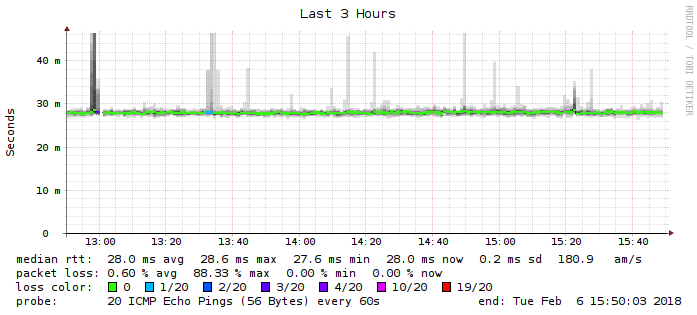 Last 3 Hours
RRDTOOL / TOBI OETIKER
Seconds
40 m
30 m
20 m
10 m
0
13:00 13:20 13:40 14:00 14:20 14:40 15:00 15:20 15:40
median rtt: 28.0 ms avg 28.6 ms max 27.6 ms min 28.0 ms now 0.2 ms sd 180.9 am/s
packet loss: 0.60 % avg 88.33 % max 0.00 % min 0.00 % now
loss color: 0 1/20 2/20 3/20 4/20 10/20 19/20
probe: 20 ICMP Echo Pings (56 Bytes) every 60s end: Tue Feb 6 15:50:03 2018